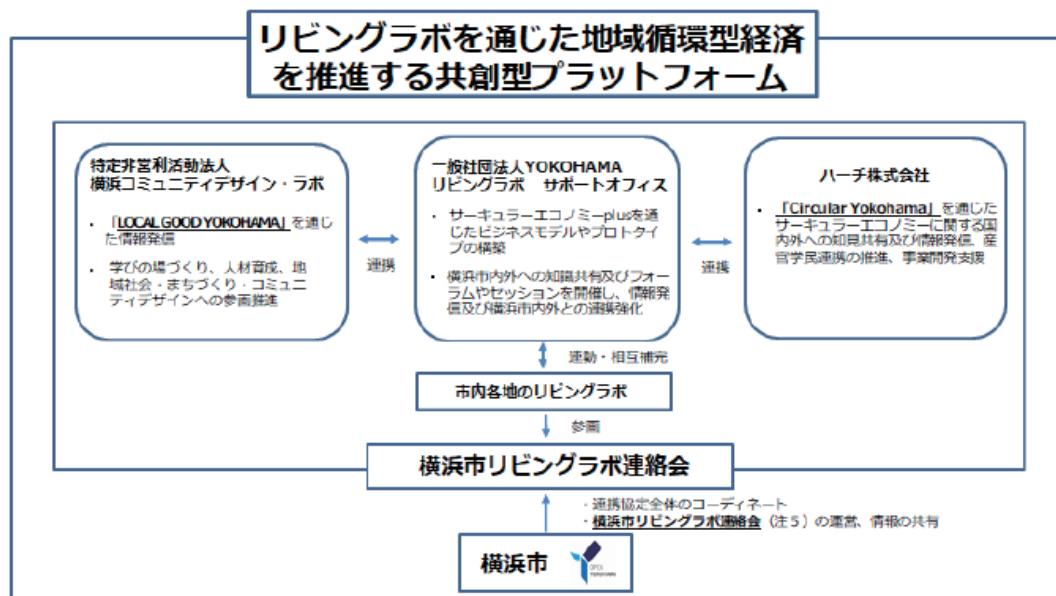 リビングラボを通じた地域循環型経済
を推進する共創型プラットフォーム
特定非営利活動法人
横浜コミュニティデザイン・ラボ
・ 「LOCAL GOOD YOKOHAMA」を通じ
た情報発信
・ 学びの場づくり、人材育成、地
域社会・まちづくり・コミュニ
ティデザインへの参画推進
連携
一般社団法人YOKOHAMA
リビングラボ サポートオフィス
・ サーキュラーエコノミーplusを通
じたビジネスモデルやプロトタイ
プの構築
・ 横浜市内外への知識共有及びフォー
ラムやセッションを開催し、情報発
信及び横浜市内外との連携強化
連携
ハーチ株式会社
・ 「Circular Yokohama」を通じた
サーキュラーエコノミーに関する国
内外への知見共有及び情報発信、産
官学民連携の推進、事業開発支援
連動・相互補完
市内各地のリビングラボ
参画
横浜市リビングラボ連絡会
・連携協定全体のコーディネート
・横浜市リビングラボ連絡会（注５）の運営、情報の共有
横浜市
OPEN
YOKOHAMA